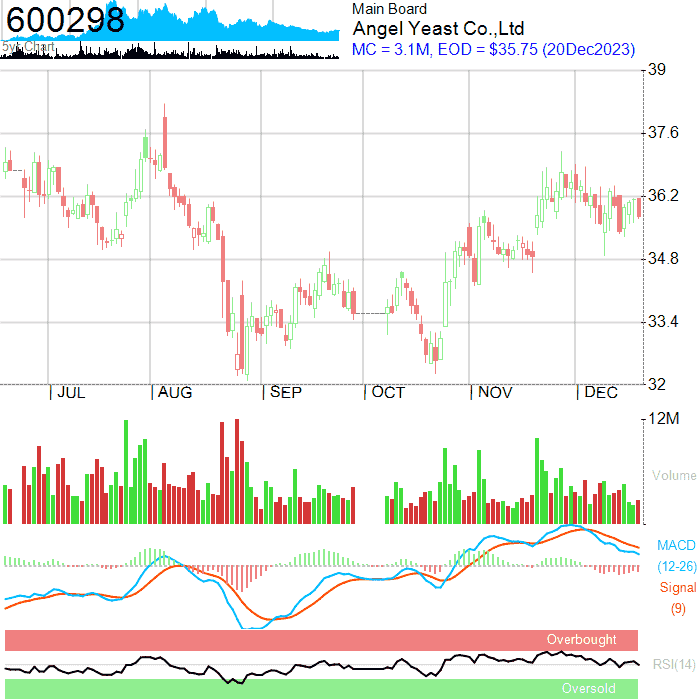 600298
5yr Chart
Main Board
Angel Yeast Co.,Ltd
MC = 3.1M, EOD = $35.75 (20Dec2023)
39
37.6
36.2
34.8
33.4
32
JUL AUG SEP OCT NOV DEC
12M
Volume
MACD
(12-26)
Signal
(9)
Overbought
RSI(14)
Oversold